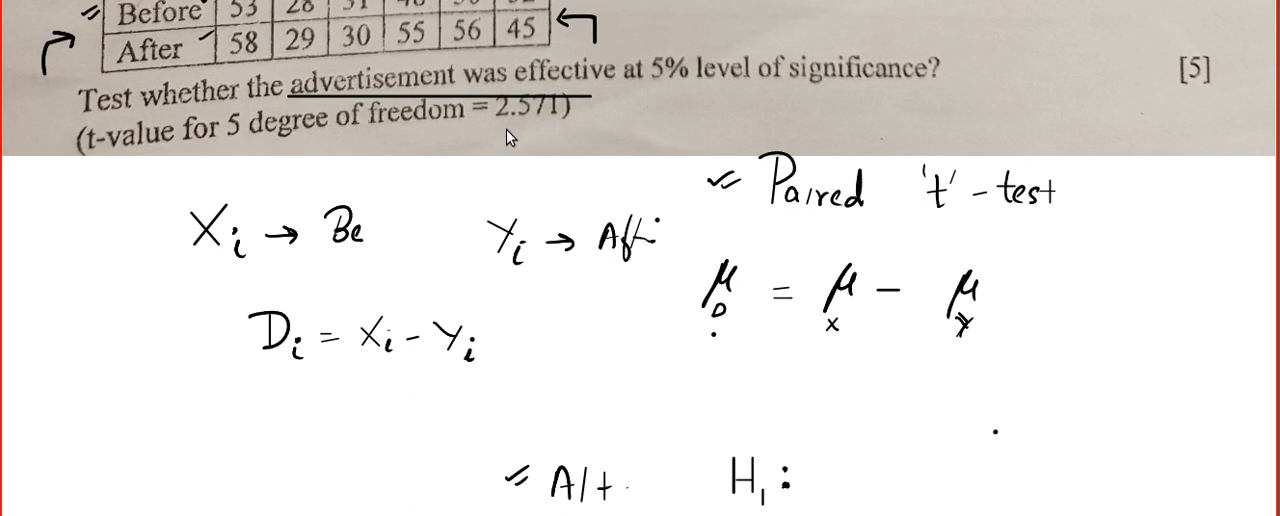 Before 53 28 31 48
After 58 29 30 55 56 45
Test whether the advertisement was effective at 5% level of significance? [5]
(t-value for 5 degree of freedom = 2.571)
Paired 't' - test
Xi → Be Yi → Aft
μD = μx - μy
Di = Xi - Yi
Alt. H1 :